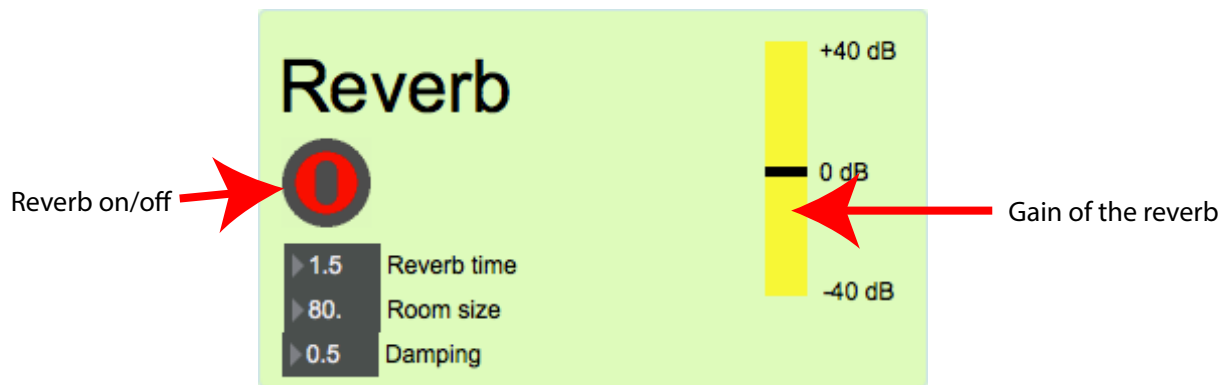 Reverb
+40 dB
0 dB
-40 dB
Reverb on/off
Gain of the reverb
1.5 Reverb time
80. Room size
0.5 Damping